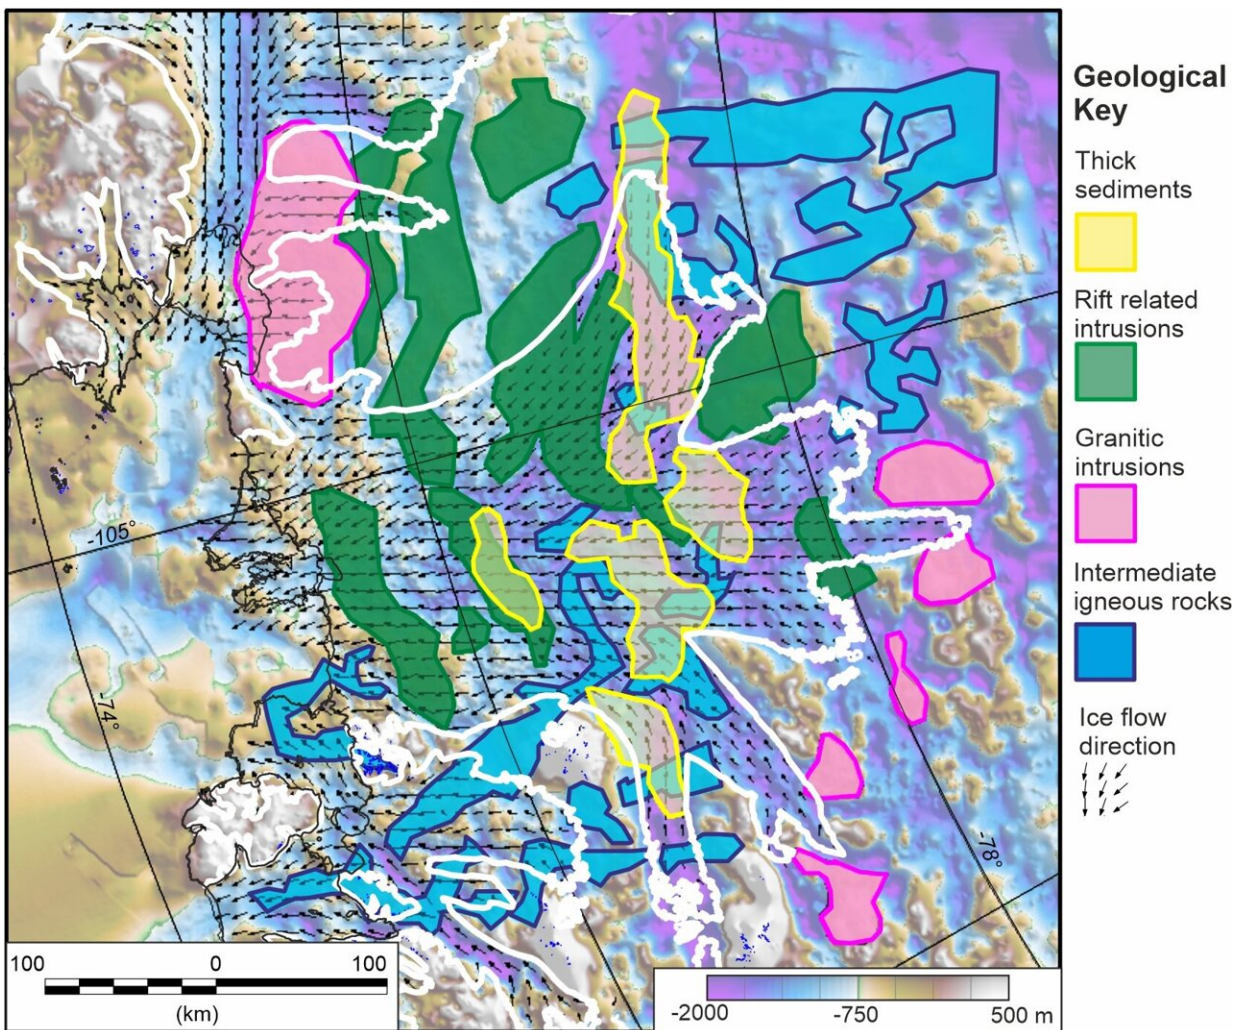 Geological
Key
Thick
sediments
Rift related
intrusions
Granitic
intrusions
Intermediate
igneous rocks
Ice flow
direction
-105°
-74°
-78°
100 0 100
(km)
-2000 -750 500 m